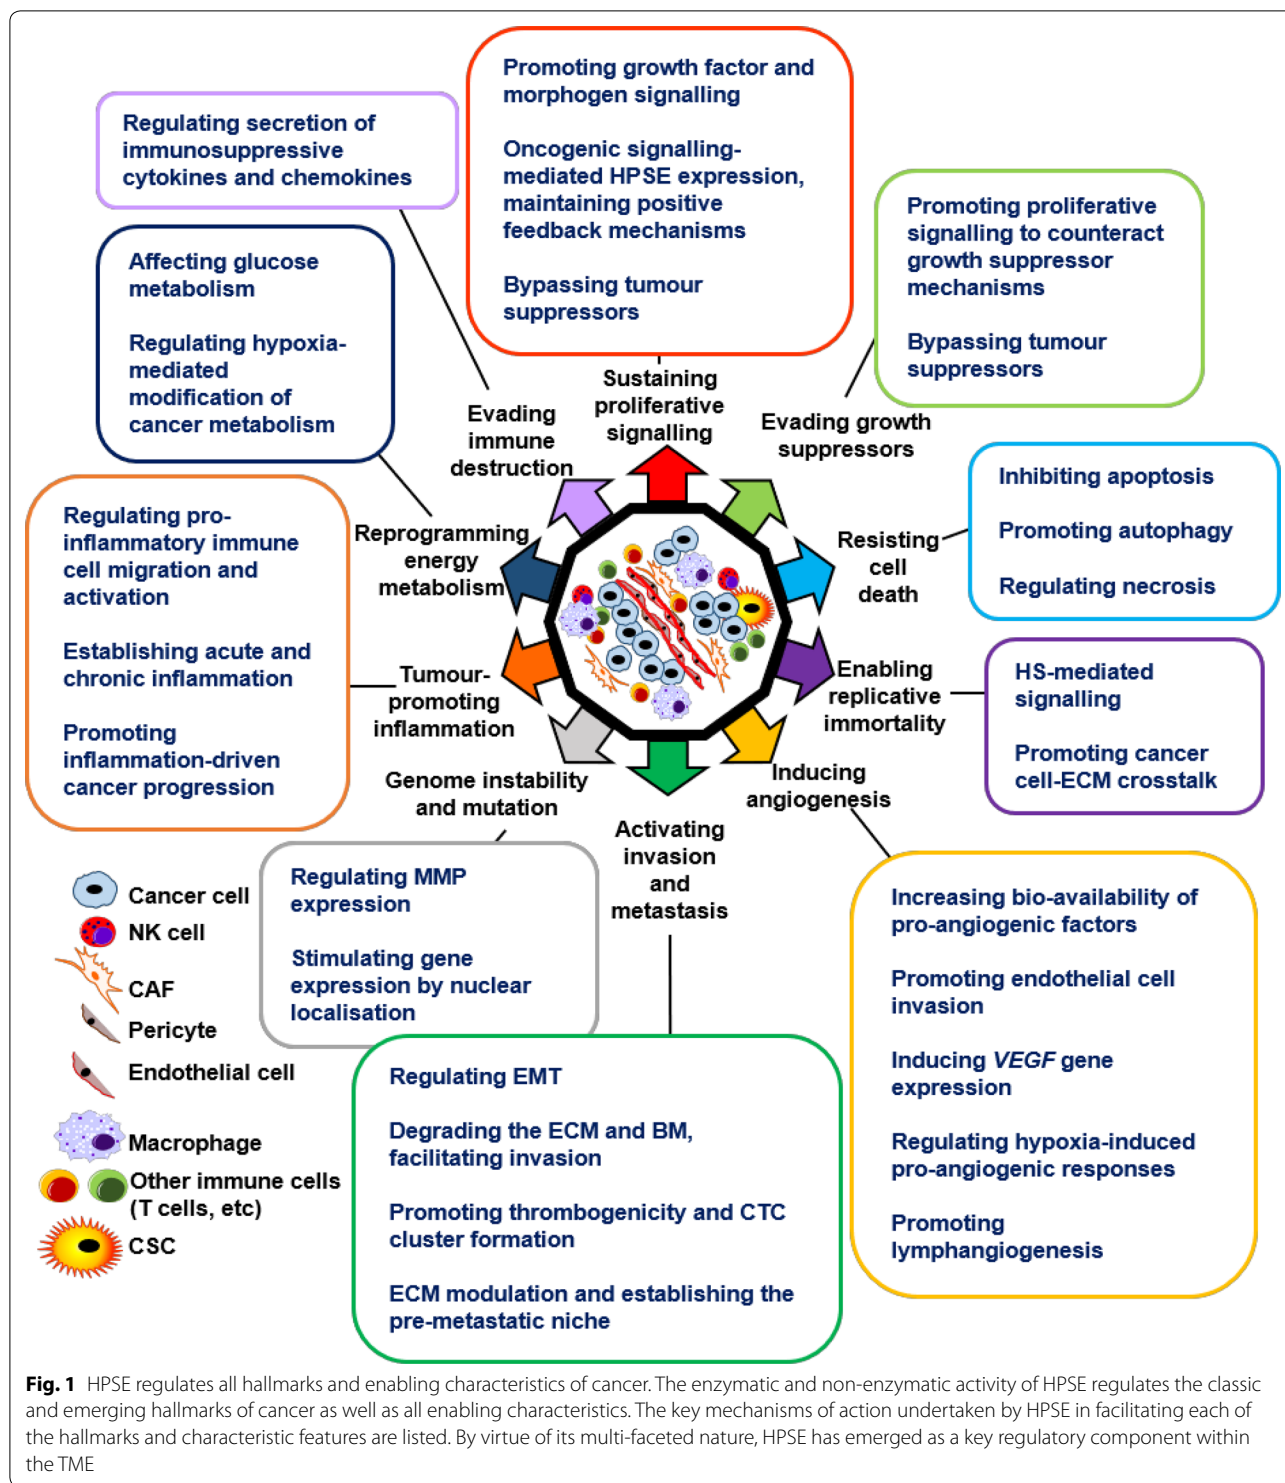 Promoting growth factor and
morphogen signalling
Oncogenic signalling-
mediated HPSE expression,
maintaining positive
feedback mechanisms
Bypassing tumour
suppressors
Regulating secretion of
immunosuppressive
cytokines and chemokines
Promoting proliferative
signalling to counteract
growth suppressor
mechanisms
Bypassing tumour
suppressors
Affecting glucose
metabolism
Regulating hypoxia-
mediated
modification of
cancer metabolism
Evading
immune
destruction
Sustaining
proliferative
signalling
Evading growth
suppressors
Inhibiting apoptosis
Promoting autophagy
Regulating necrosis
Regulating pro-
inflammatory immune
cell migration and
activation
Establishing acute and
chronic inflammation
Promoting
inflammation-driven
cancer progression
Reprogramming
energy
metabolism
Resisting
cell
death
Tumour-
promoting
inflammation
Enabling
replicative
immortality
HS-mediated
signalling
Promoting cancer
cell-ECM crosstalk
Genome instability
and mutation
Inducing
angiogenesis
Activating
invasion
and
metastasis
Regulating MMP
expression
Stimulating gene
expression by nuclear
localisation
Increasing bio-availability of
pro-angiogenic factors
Promoting endothelial cell
invasion
Inducing VEGF gene
expression
Regulating hypoxia-induced
pro-angiogenic responses
Promoting
lymphangiogenesis
Cancer cell
NK cell
CAF
Pericyte
Endothelial cell
Macrophage
Other immune cells
(T cells, etc)
CSC
Regulating EMT
Degrading the ECM and BM,
facilitating invasion
Promoting thrombogenicity and CTC
cluster formation
ECM modulation and establishing the
pre-metastatic niche
Fig. 1 HPSE regulates all hallmarks and enabling characteristics of cancer. The enzymatic and non-enzymatic activity of HPSE regulates the classic
and emerging hallmarks of cancer as well as all enabling characteristics. The key mechanisms of action undertaken by HPSE in facilitating each of
the hallmarks and characteristic features are listed. By virtue of its multi-faceted nature, HPSE has emerged as a key regulatory component within
the TME